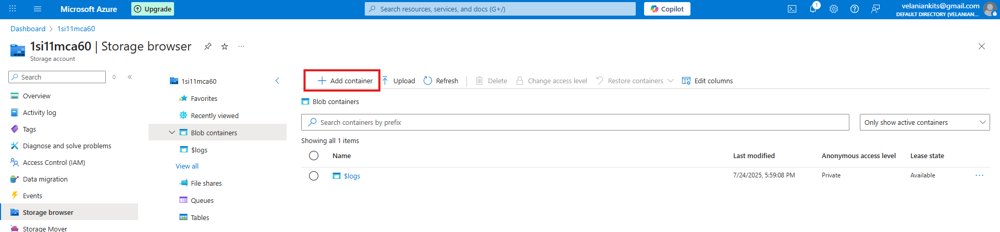 Microsoft Azure
Upgrade
Search resources, services, and docs (G+/)
Copilot
1
velaniankits@gmail.com
DEFAULT DIRECTORY (VELANIAN...
Dashboard > 1si11mca60
1si11mca60 | Storage browser
Storage account
Search
Overview
Activity log
Tags
Diagnose and solve problems
Access Control (IAM)
Data migration
Events
Storage browser
Storage Mover
1si11mca60
Favorites
Recently viewed
Blob containers
$logs
View all
File shares
Queues
Tables
Add container Upload Refresh Delete Change access level Restore containers Edit columns
Blob containers
Search containers by prefix Only show active containers
Showing all 1 items
Name Last modified Anonymous access level Lease state
$logs 7/24/2025, 5:59:08 PM Private Available